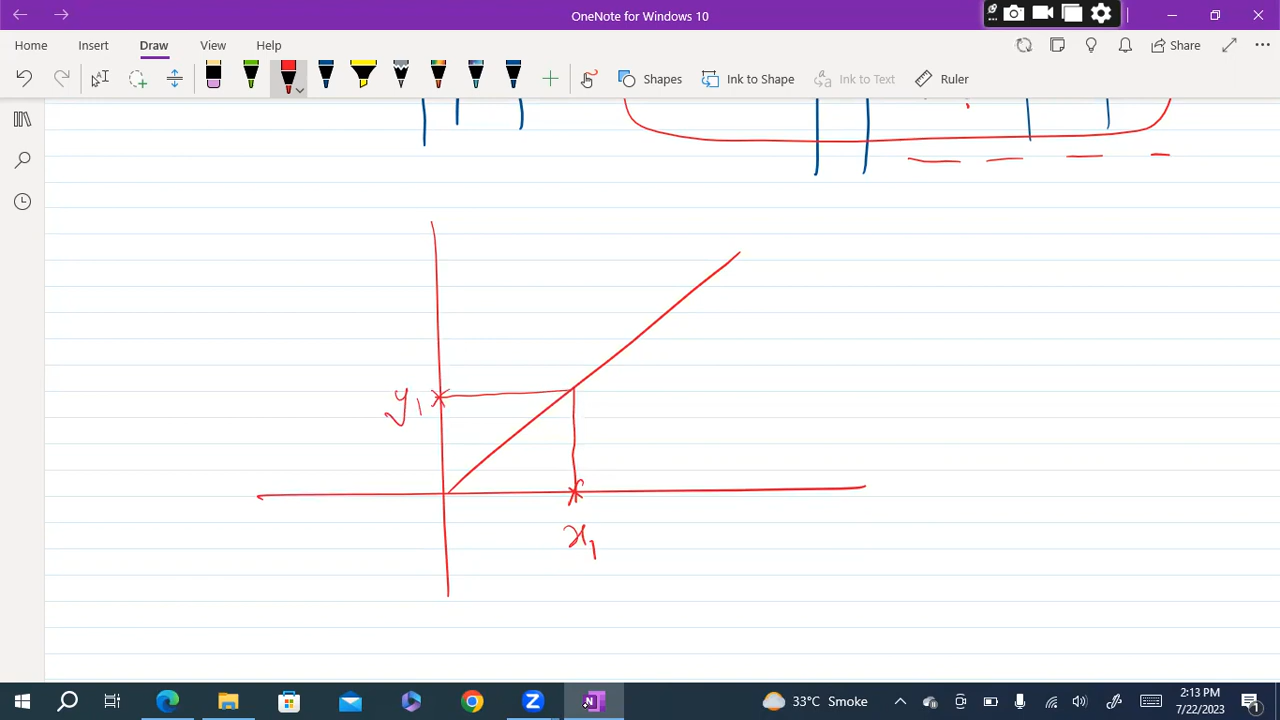 OneNote for Windows 10
Home Insert Draw View Help Share
Shapes Ink to Shape Ink to Text Ruler
y1
x1
33°C Smoke
2:13 PM
7/22/2023
1